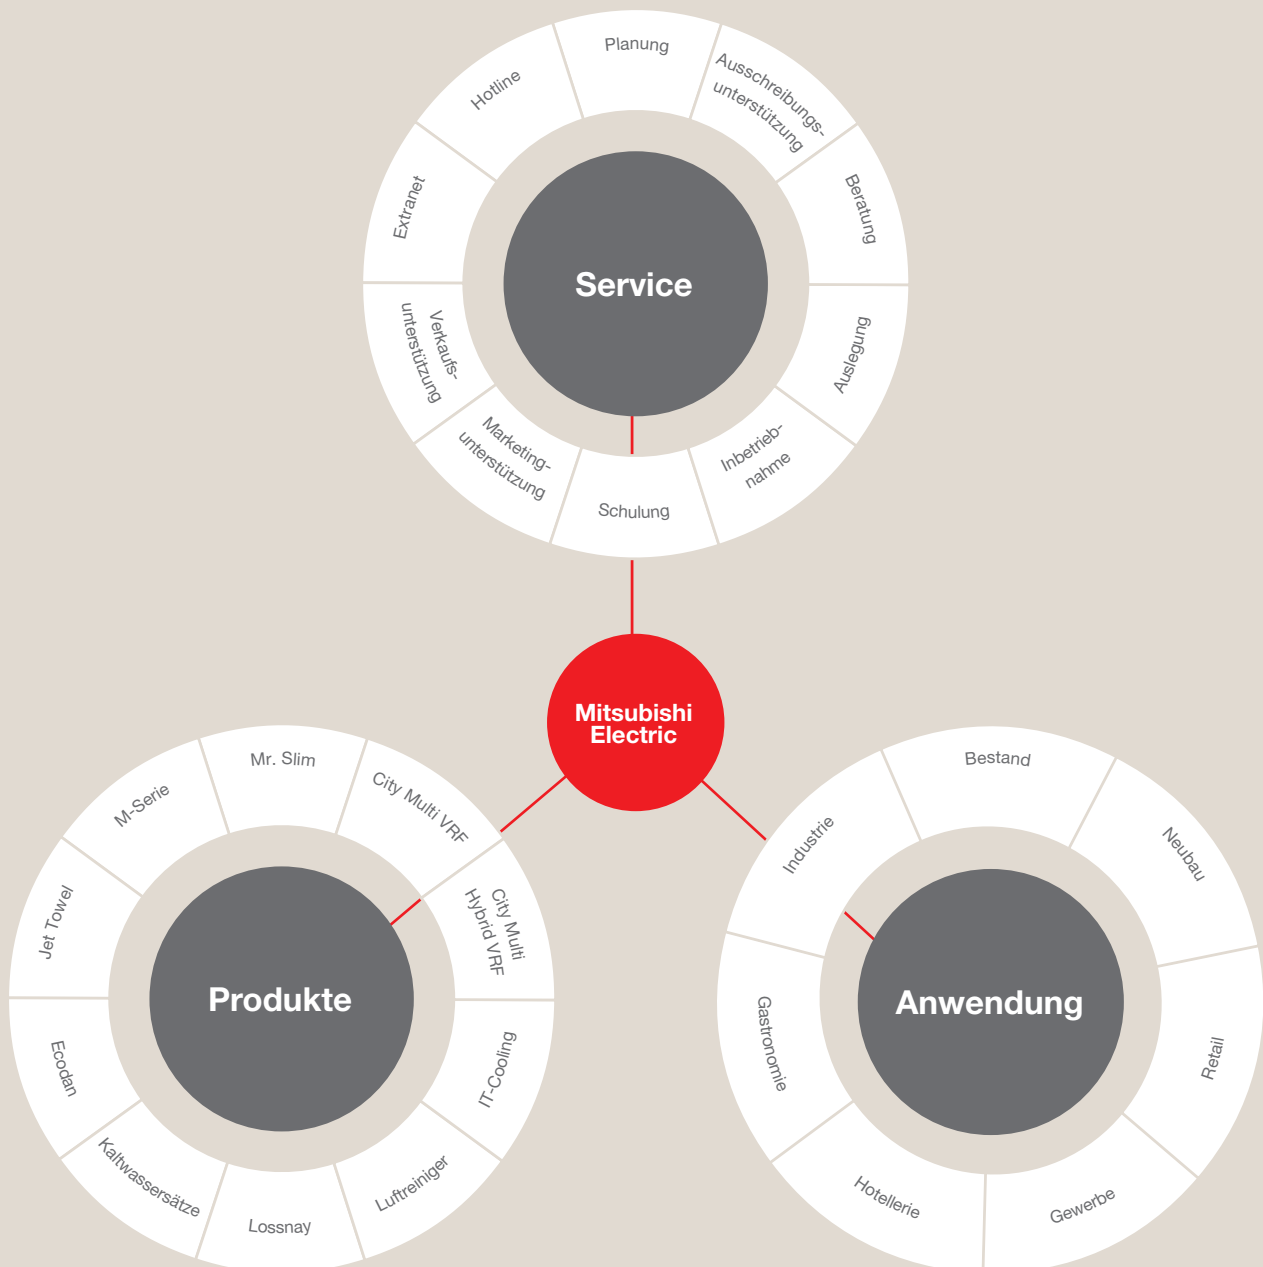 Planung
Ausschreibungs-
unterstützung
Beratung
Auslegung
Inbetrieb-
nahme
Schulung
Marketing-
unterstützung
Verkaufs-
unterstützung
Extranet
Hotline
Service
Mitsubishi
Electric
Mr. Slim
City Multi VRF
City Multi
Hybrid VRF
IT-Cooling
Luftreiniger
Lossnay
Kaltwassersätze
Ecodan
Jet Towel
M-Serie
Produkte
Bestand
Neubau
Retail
Gewerbe
Hotellerie
Gastronomie
Industrie
Anwendung